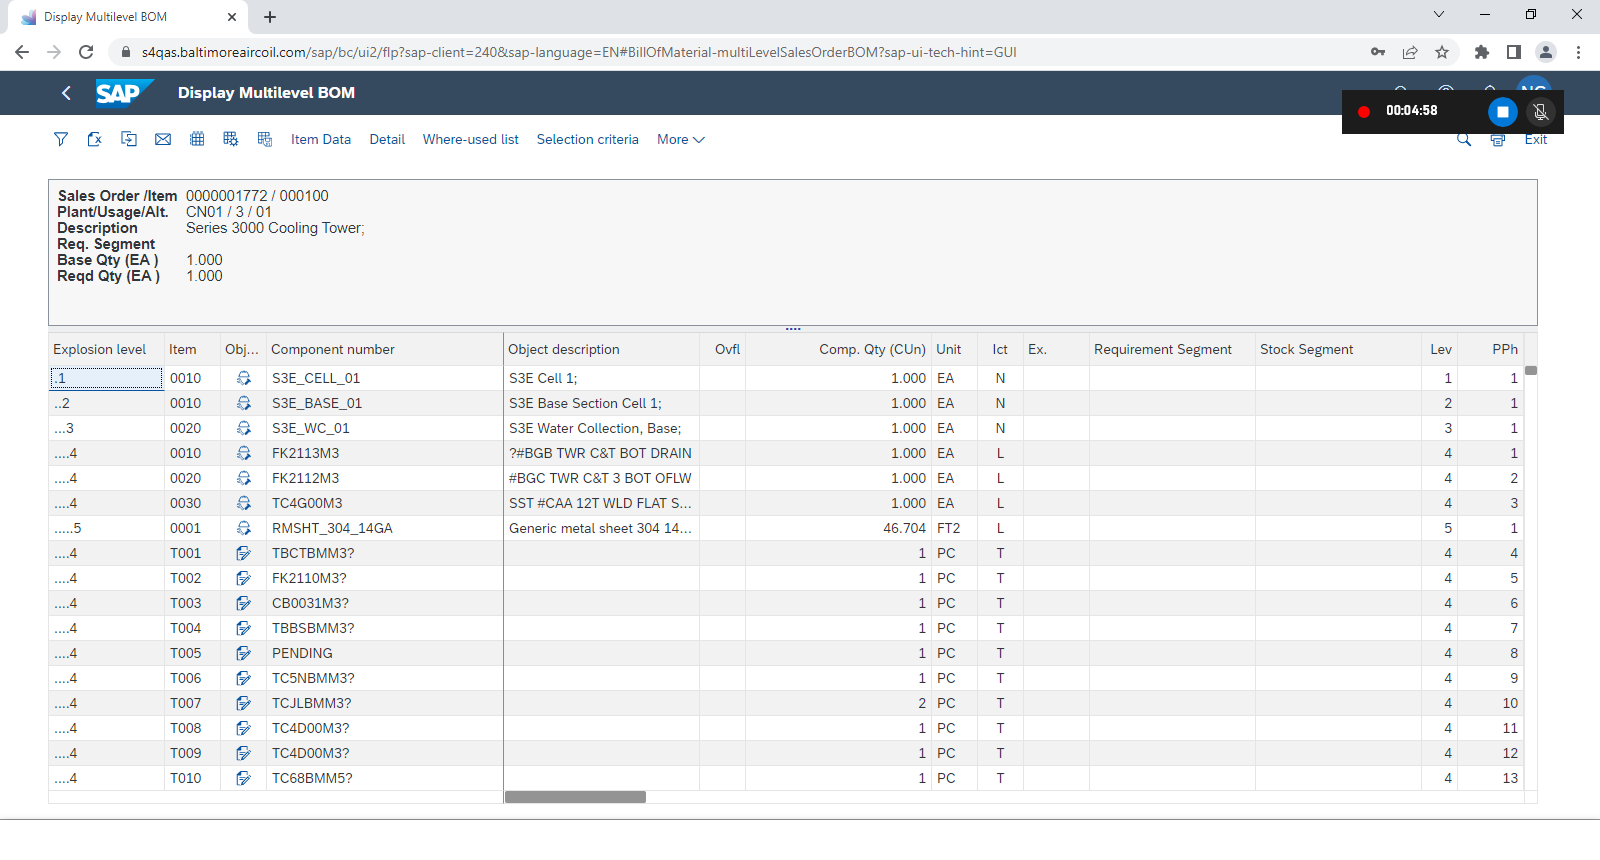 Display Multilevel BOM
s4qas.baltimoreaircoil.com/sap/bc/ui2/flp?sap-client=240&sap-language=EN#BillOfMaterial-multiLevelSalesOrderBOM?sap-ui-tech-hint=GUI
SAP Display Multilevel BOM
00:04:58
Item Data Detail Where-used list Selection criteria More Exit
Sales Order /Item 0000001772 / 000100
Plant/Usage/Alt. CN01 / 3 / 01
Description Series 3000 Cooling Tower;
Req. Segment
Base Qty (EA ) 1.000
Reqd Qty (EA ) 1.000
Explosion level Item Obj... Component number Object description Ovfl Comp. Qty (CUn) Unit Ict Ex. Requirement Segment Stock Segment Lev PPh
.1 0010 S3E_CELL_01 S3E Cell 1; 1.000 EA N 1 1
..2 0010 S3E_BASE_01 S3E Base Section Cell 1; 1.000 EA N 2 1
...3 0020 S3E_WC_01 S3E Water Collection, Base; 1.000 EA N 3 1
....4 0010 FK2113M3 ?#BGB TWR C&T BOT DRAIN 1.000 EA L 4 1
....4 0020 FK2112M3 #BGC TWR C&T 3 BOT OFLW 1.000 EA L 4 2
....4 0030 TC4G00M3 SST #CAA 12T WLD FLAT S... 1.000 EA L 4 3
.....5 0001 RMSHT_304_14GA Generic metal sheet 304 14... 46.704 FT2 L 5 1
....4 T001 TBCTBMM3? 1 PC T 4 4
....4 T002 FK2110M3? 1 PC T 4 5
....4 T003 CB0031M3? 1 PC T 4 6
....4 T004 TBBSBMM3? 1 PC T 4 7
....4 T005 PENDING 1 PC T 4 8
....4 T006 TC5NBMM3? 1 PC T 4 9
....4 T007 TCJLBMM3? 2 PC T 4 10
....4 T008 TC4D00M3? 1 PC T 4 11
....4 T009 TC4D00M3? 1 PC T 4 12
....4 T010 TC68BMM5? 1 PC T 4 13